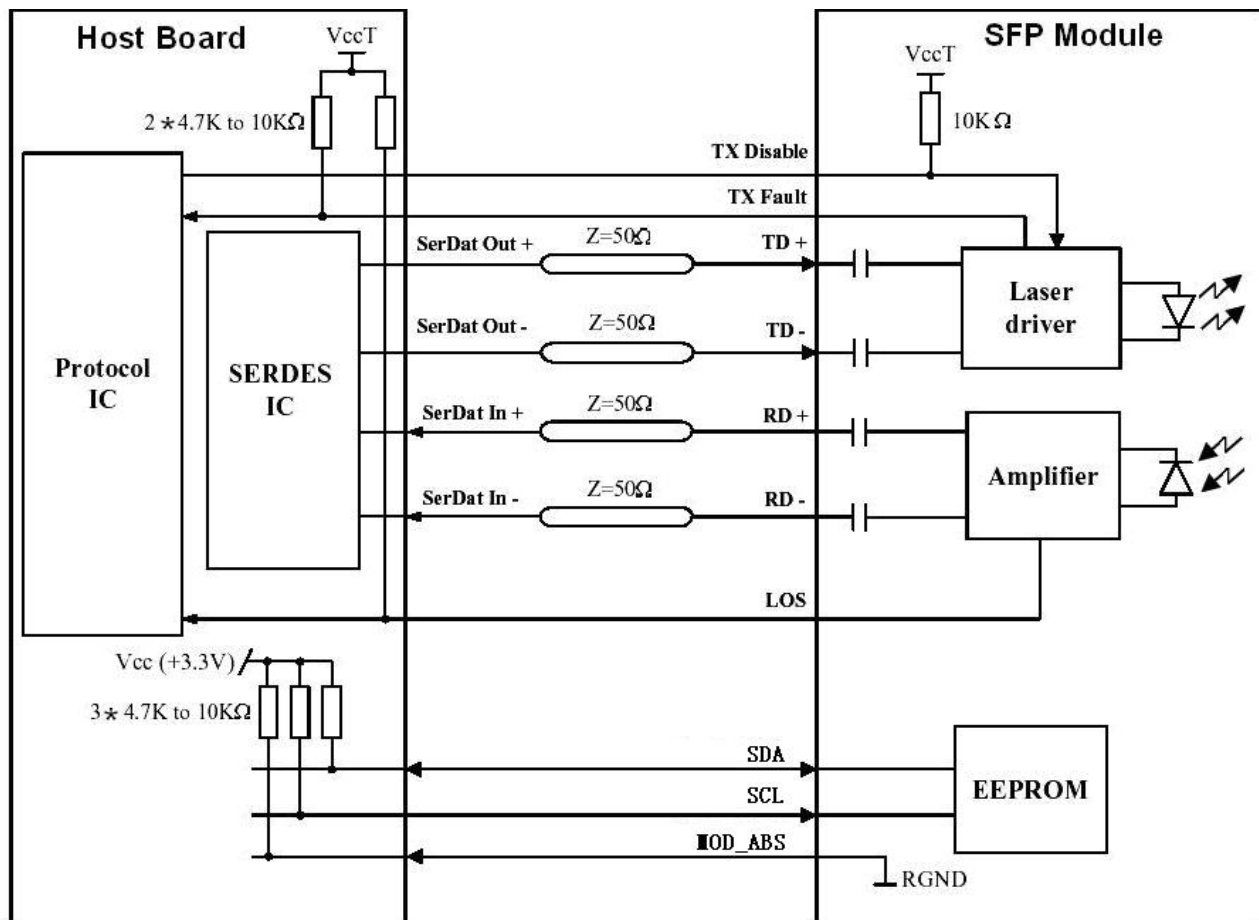 Host Board
VccT
SFP Module
VccT
2*4.7K to 10KΩ
10KΩ
TX Disable
TX Fault
SerDat Out +
Z=50Ω
TD +
Laser
driver
SerDat Out -
Z=50Ω
TD -
Protocol
IC
SERDES
IC
SerDat In +
Z=50Ω
RD +
Amplifier
SerDat In -
Z=50Ω
RD -
LOS
Vcc (+3.3V)
3* 4.7K to 10KΩ
SDA
EEPROM
SCL
MOD_ABS
RGND